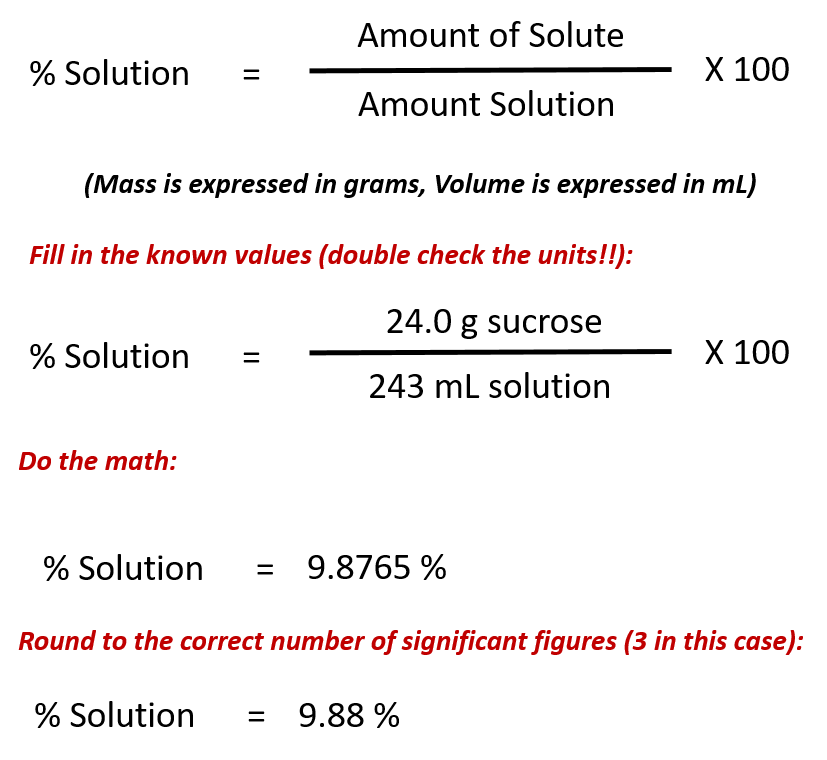 Amount of Solute
% Solution = X 100
Amount Solution
(Mass is expressed in grams, Volume is expressed in mL)
Fill in the known values (double check the units!!):
24.0 g sucrose
% Solution = X 100
243 mL solution
Do the math:
% Solution = 9.8765 %
Round to the correct number of significant figures (3 in this case):
% Solution = 9.88 %